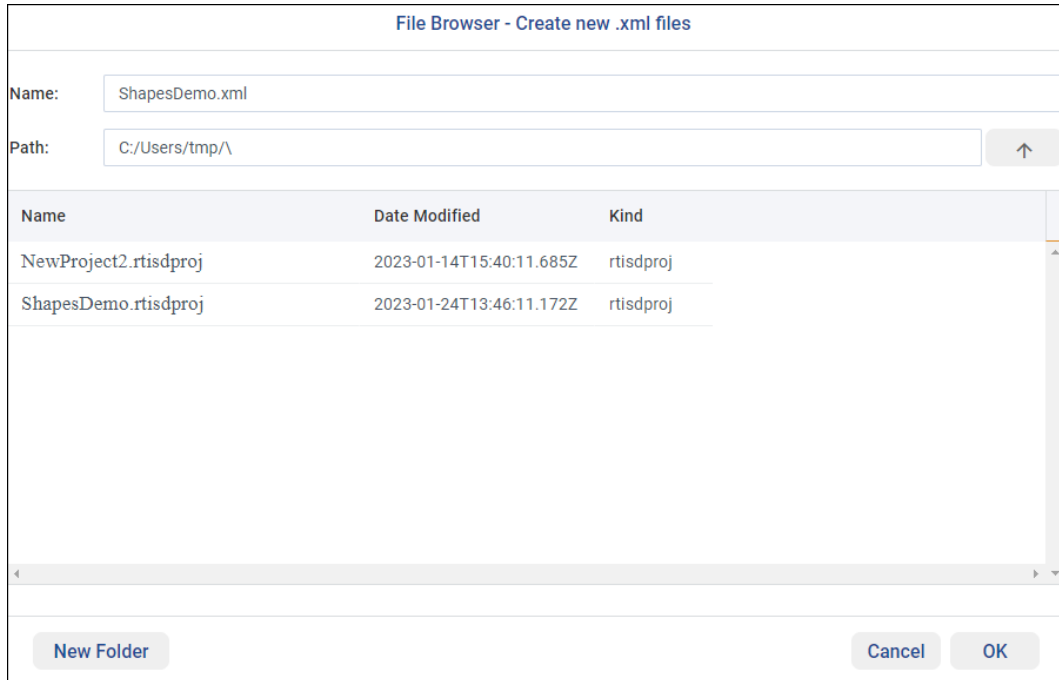 File Browser - Create new .xml files
Name: ShapesDemo.xml
Path: C:/Users/tmp/\
Name Date Modified Kind
NewProject2.rtisdproj 2023-01-14T15:40:11.685Z rtisdproj
ShapesDemo.rtisdproj 2023-01-24T13:46:11.172Z rtisdproj
New Folder Cancel OK